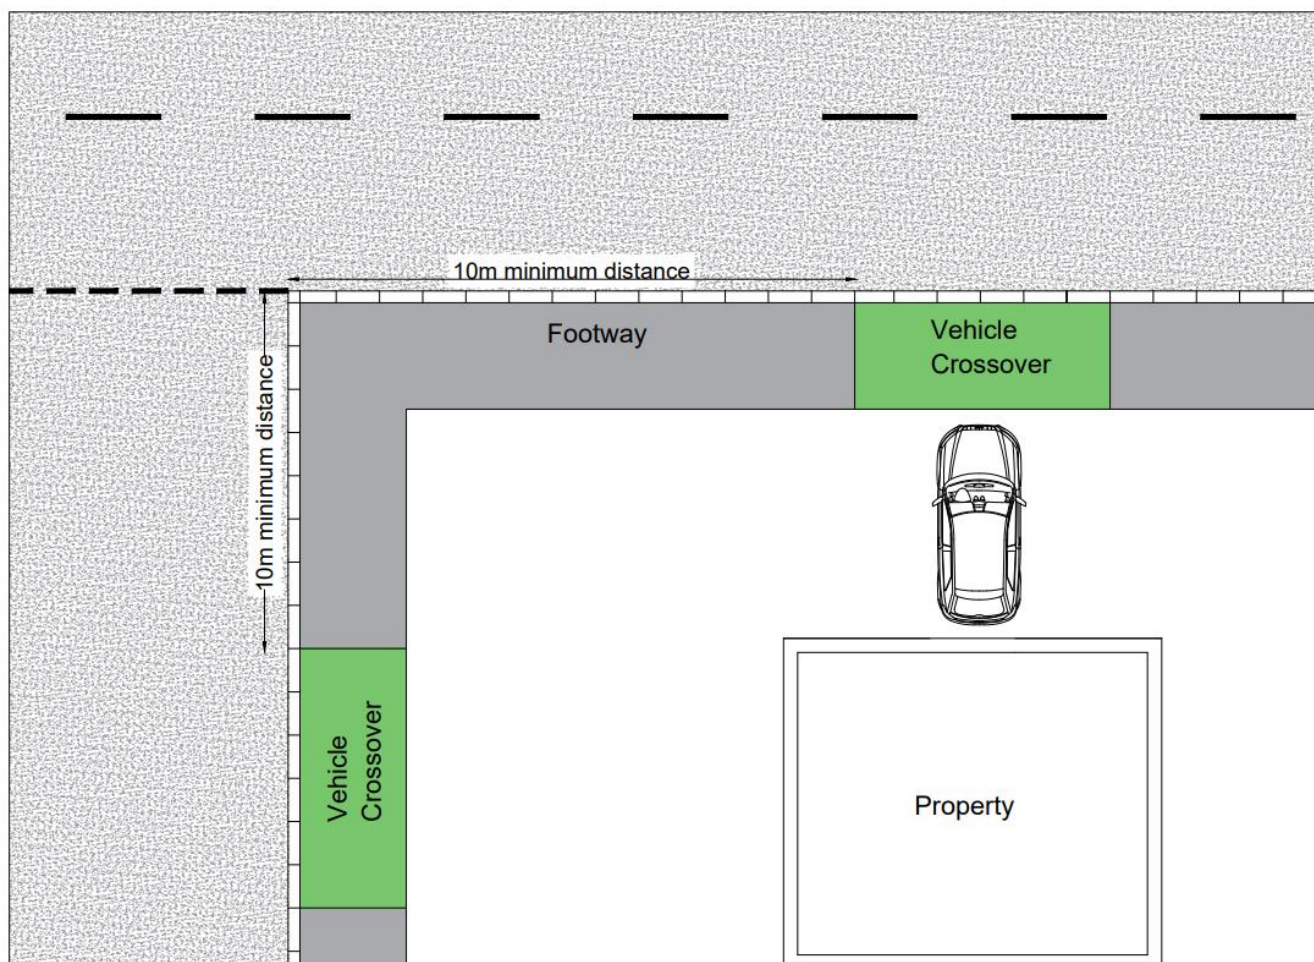 10m minimum distance
Footway
Vehicle
Crossover
10m minimum distance
Vehicle
Crossover
Property